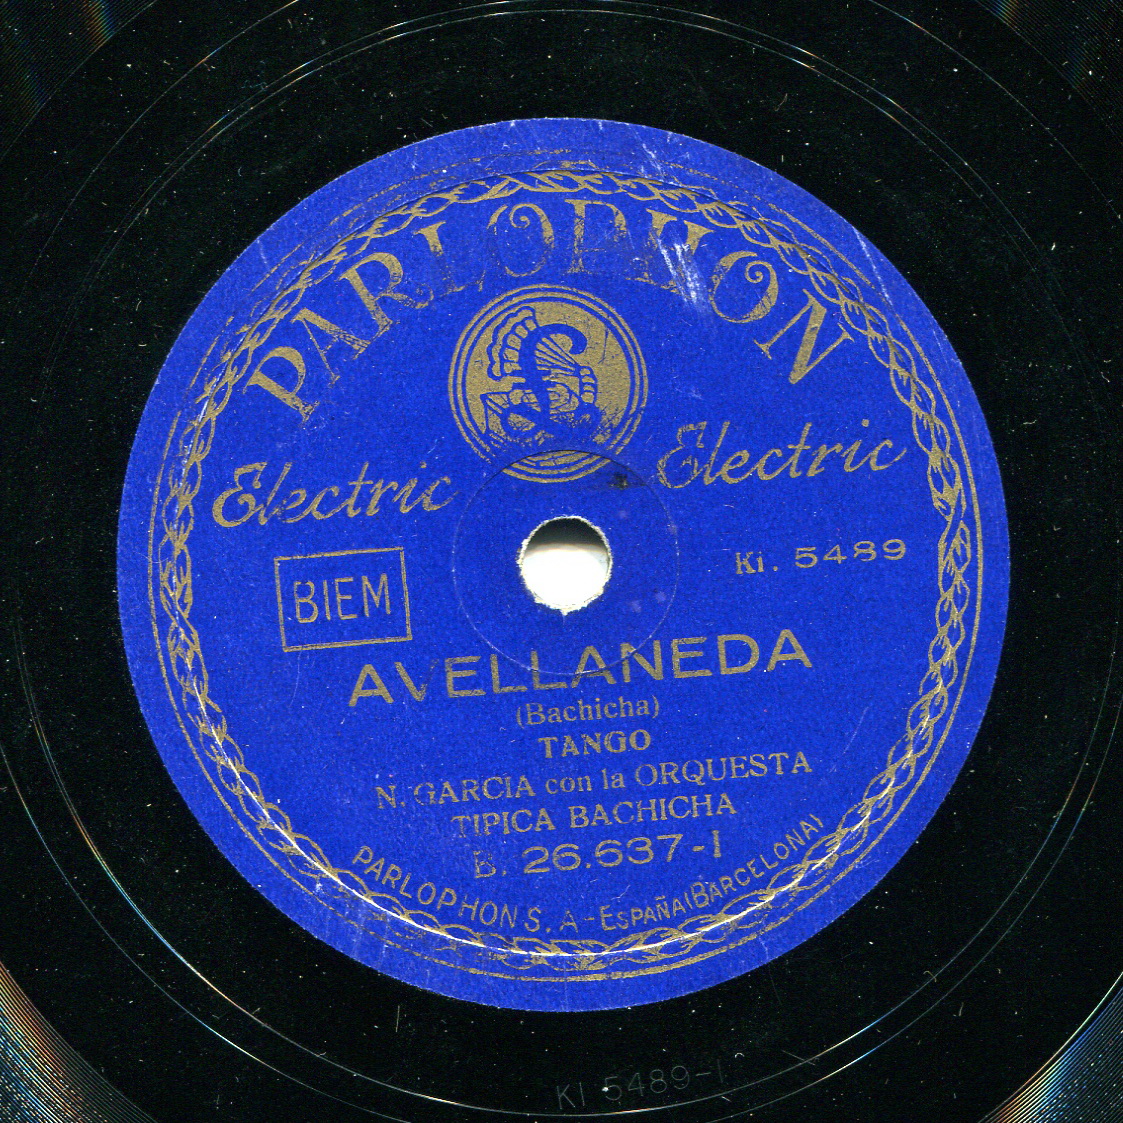 PARLOPHON
Electric Electric
BIEM
Ki. 5489
AVELLANEDA
(Bachicha)
TANGO
N. GARCIA con la ORQUESTA
TIPICA BACHICHA
B. 26.637-I
PARLOPHON S. A - ESPAÑA (BARCELONA)
KI 5489-1